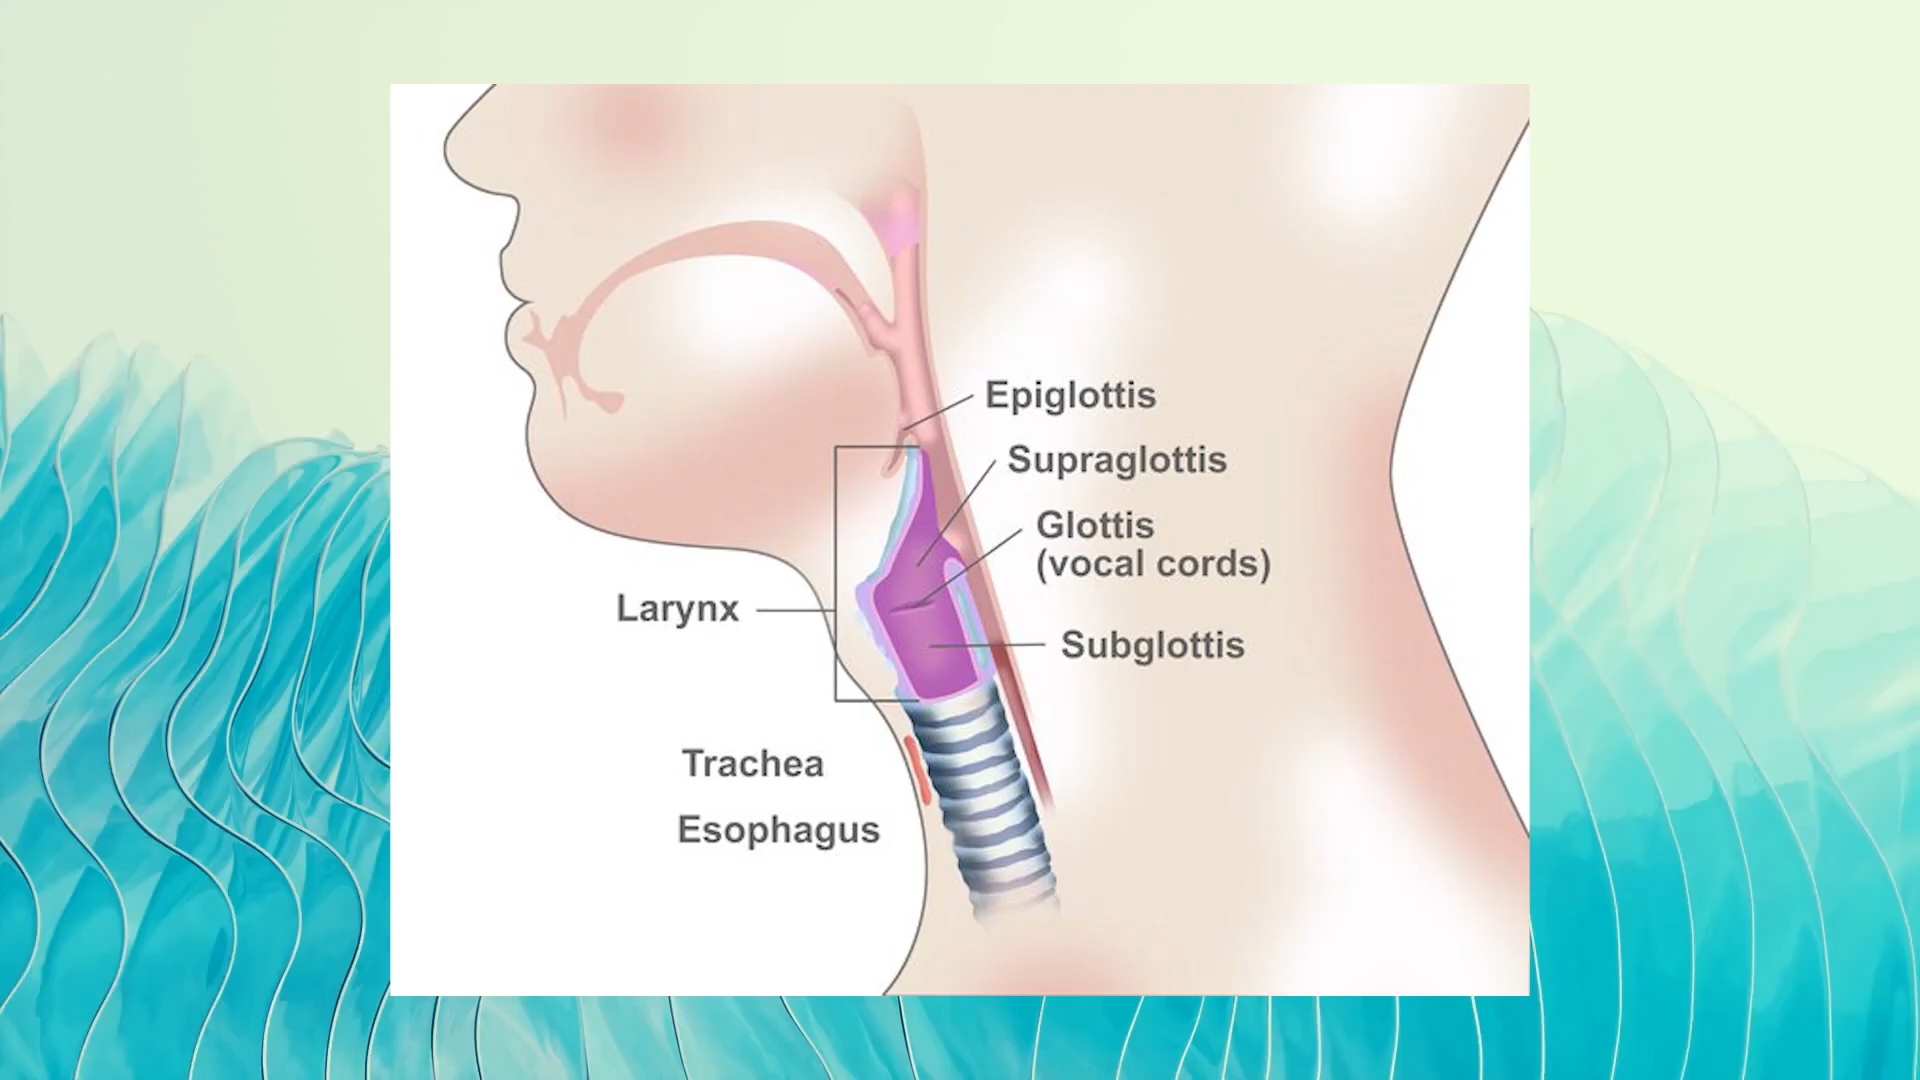 Epiglottis
Supraglottis
Glottis
(vocal cords)
Larynx
Subglottis
Trachea
Esophagus